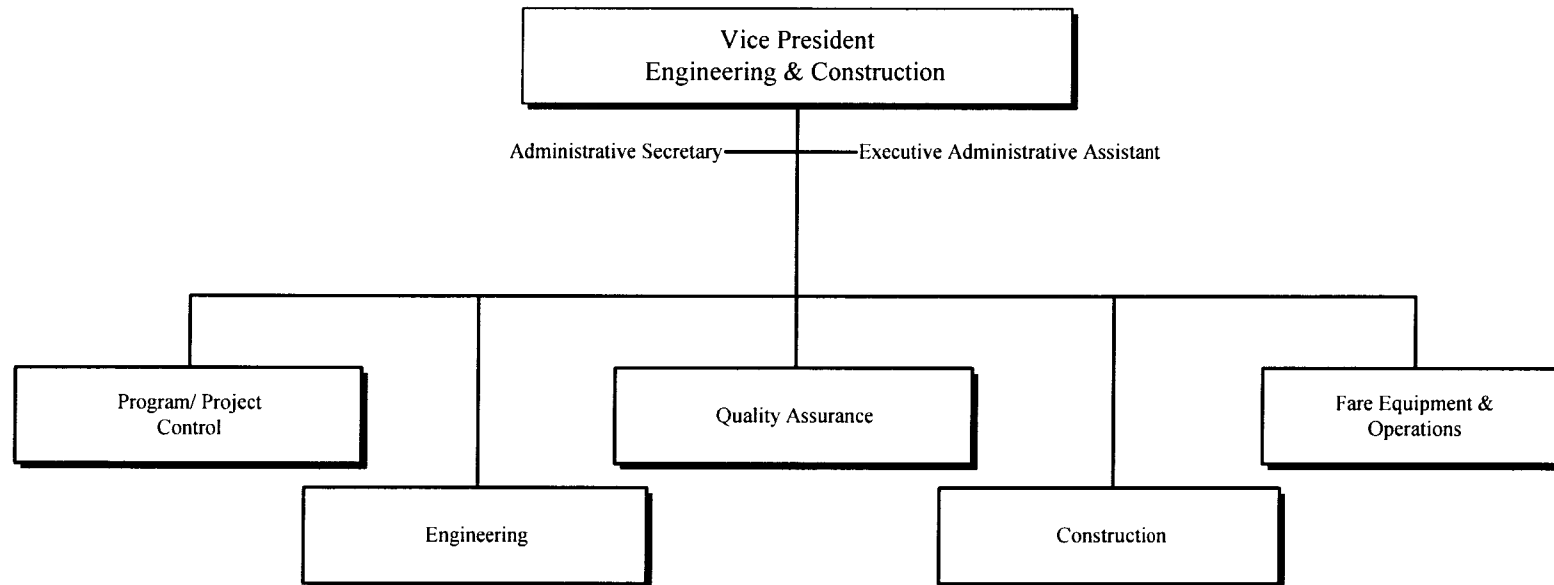 Vice President
Engineering & Construction
Administrative Secretary
Executive Administrative Assistant
Program/ Project
Control
Quality Assurance
Fare Equipment &
Operations
Engineering
Construction